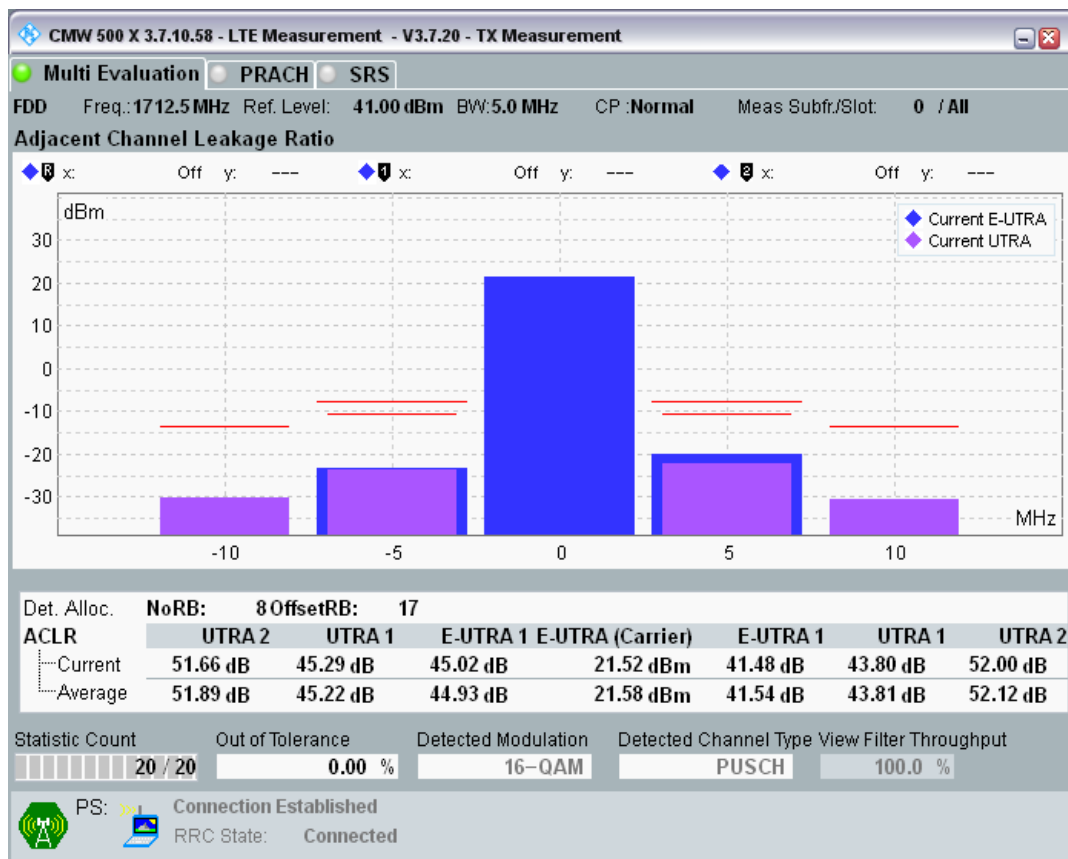 CMW 500 X 3.7.10.58 - LTE Measurement - V3.7.20 - TX Measurement
Multi Evaluation PRACH SRS
FDD Freq.: 1712.5 MHz Ref. Level: 41.00 dBm BW: 5.0 MHz CP : Normal Meas Subfr./Slot: 0 / All
Adjacent Channel Leakage Ratio
R x: Off y: --- 1 x: Off y: --- 2 x: Off y: ---
dBm
Current E-UTRA
Current UTRA
30
20
10
0
-10
-20
-30
MHz
-10 -5 0 5 10
Det. Alloc. NoRB: 8 OffsetRB: 17
ACLR UTRA 2 UTRA 1 E-UTRA 1 E-UTRA (Carrier) E-UTRA 1 UTRA 1 UTRA 2
Current 51.66 dB 45.29 dB 45.02 dB 21.52 dBm 41.48 dB 43.80 dB 52.00 dB
Average 51.89 dB 45.22 dB 44.93 dB 21.58 dBm 41.54 dB 43.81 dB 52.12 dB
Statistic Count Out of Tolerance Detected Modulation Detected Channel Type View Filter Throughput
20 / 20 0.00 % 16-QAM PUSCH 100.0 %
PS: Connection Established
RRC State: Connected